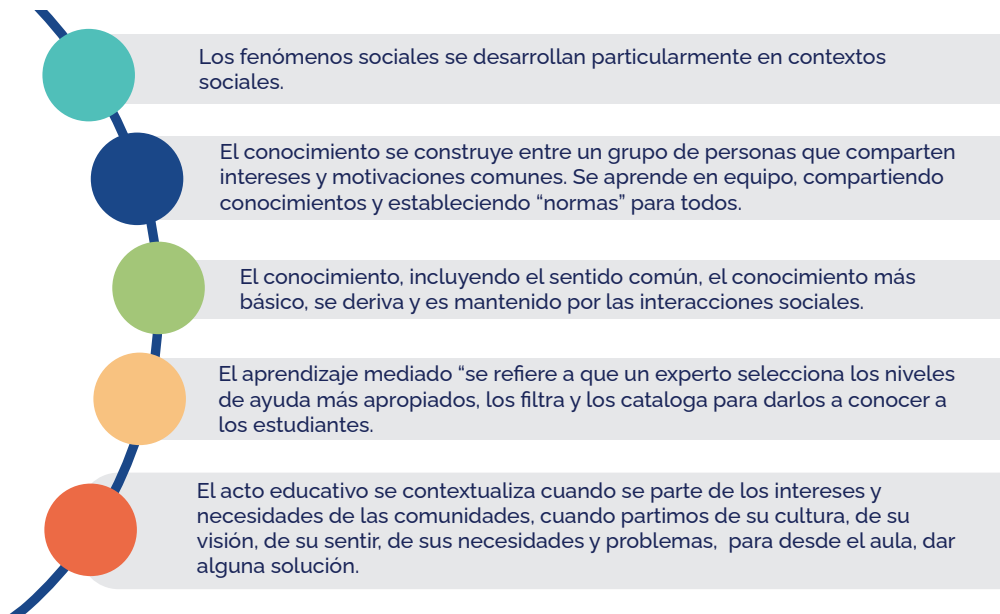 Los fenómenos sociales se desarrollan particularmente en contextos
sociales.
El conocimiento se construye entre un grupo de personas que comparten
intereses y motivaciones comunes. Se aprende en equipo, compartiendo
conocimientos y estableciendo “normas” para todos.
El conocimiento, incluyendo el sentido común, el conocimiento más
básico, se deriva y es mantenido por las interacciones sociales.
El aprendizaje mediado “se refiere a que un experto selecciona los niveles
de ayuda más apropiados, los filtra y los cataloga para darlos a conocer a
los estudiantes.
El acto educativo se contextualiza cuando se parte de los intereses y
necesidades de las comunidades, cuando partimos de su cultura, de su
visión, de su sentir, de sus necesidades y problemas,  para desde el aula, dar
alguna solución.